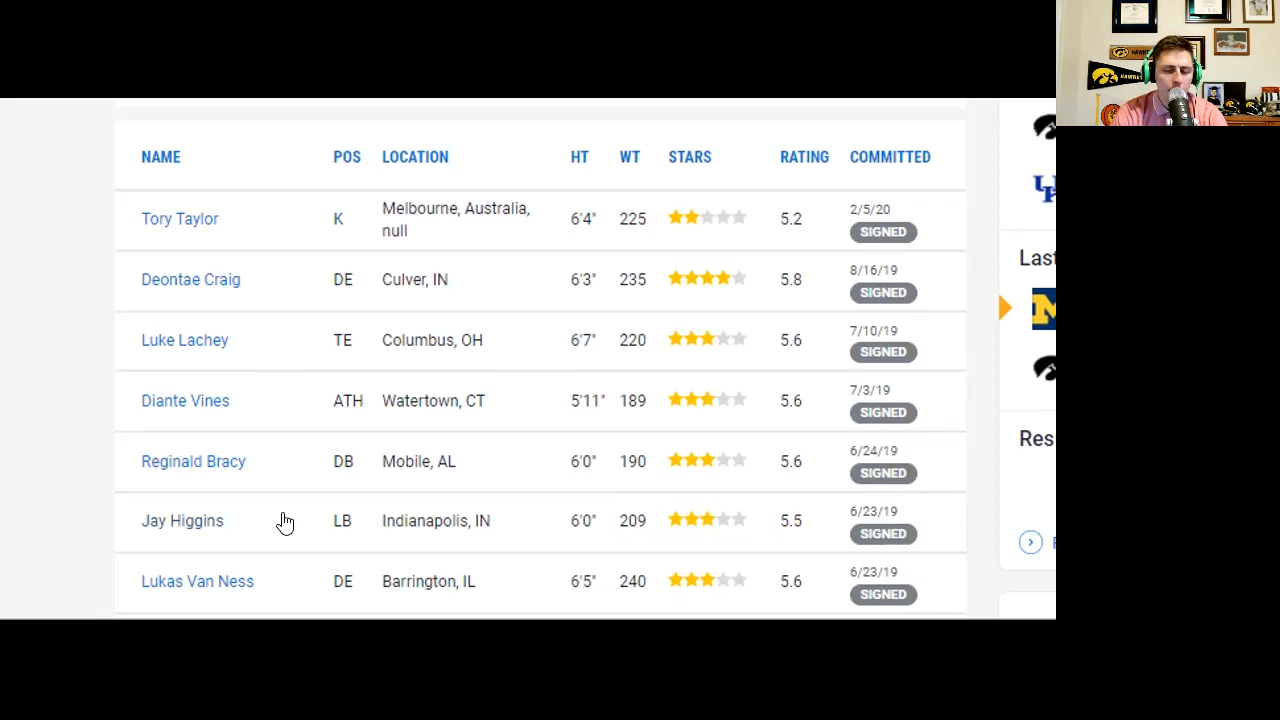 NAME POS LOCATION HT WT STARS RATING COMMITTED
Tory Taylor K Melbourne, Australia, null 6'4" 225 5.2 2/5/20 SIGNED
Deontae Craig DE Culver, IN 6'3" 235 5.8 8/16/19 SIGNED
Luke Lachey TE Columbus, OH 6'7" 220 5.6 7/10/19 SIGNED
Diante Vines ATH Watertown, CT 5'11" 189 5.6 7/3/19 SIGNED
Reginald Bracy DB Mobile, AL 6'0" 190 5.6 6/24/19 SIGNED
Jay Higgins LB Indianapolis, IN 6'0" 209 5.5 6/23/19 SIGNED
Lukas Van Ness DE Barrington, IL 6'5" 240 5.6 6/23/19 SIGNED
Last
Res